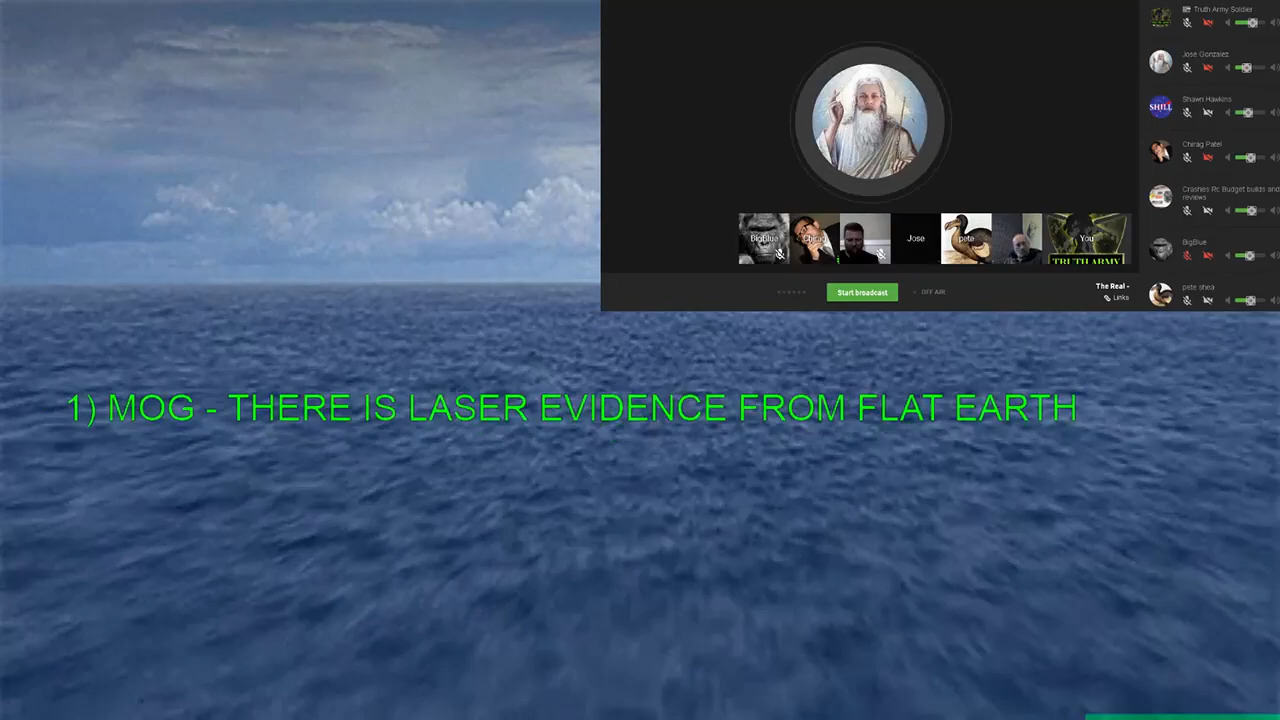 Truth Army Soldier
Jose Gonzalez
Shawn Hawkins
SHILL
Chirag Patel
Crashes Rc Budget builds and
reviews
BigBlue
Chirag
Jose
pete
You
TRUTH ARMY
BigBlue
Start broadcast
OFF AIR
The Real -
Links
pete shea
1) MOG - THERE IS LASER EVIDENCE FROM FLAT EARTH